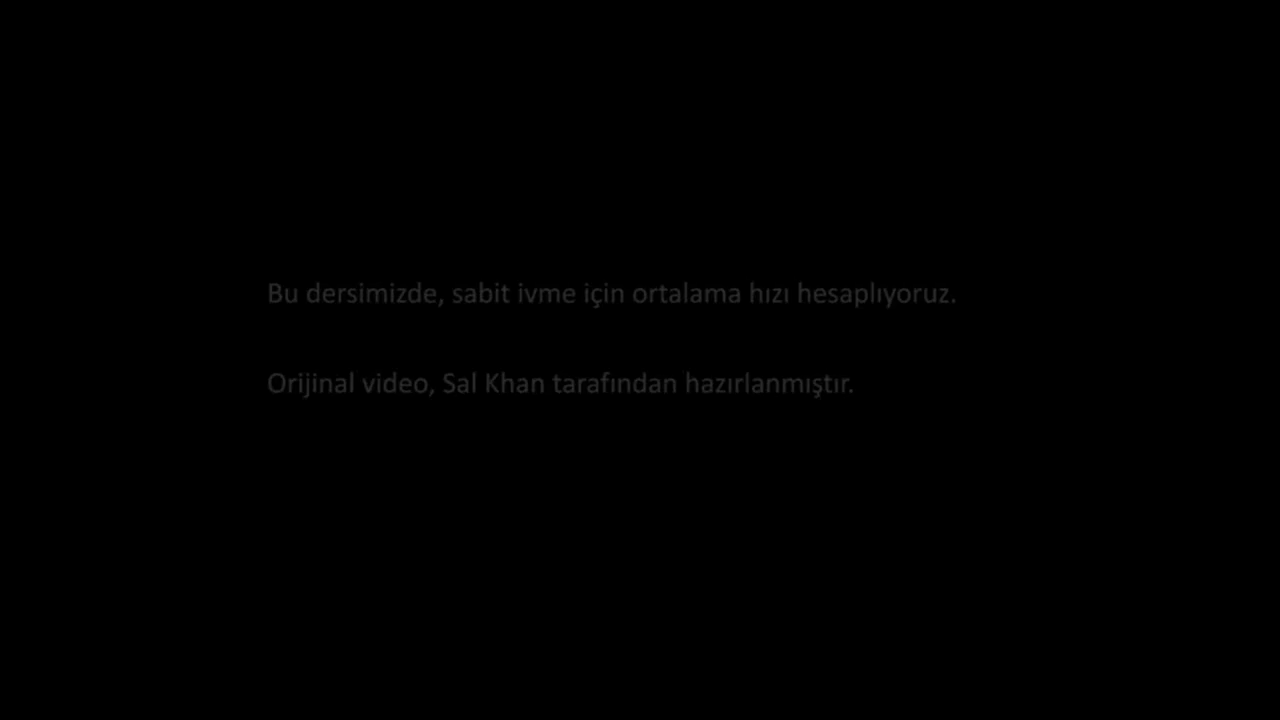 Bu dersimizde, sabit ivme için ortalama hızı hesaplıyoruz.
Orijinal video, Sal Khan tarafından hazırlanmıştır.